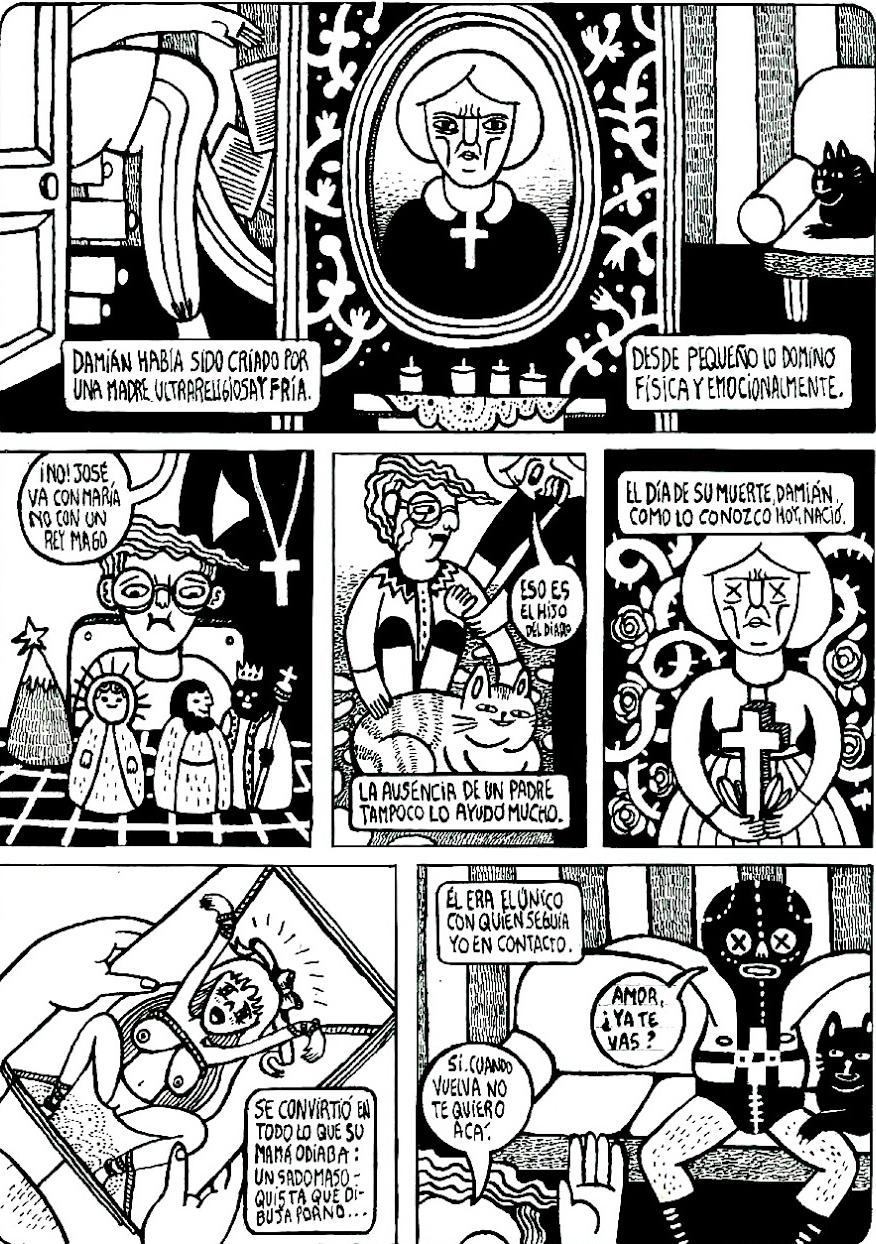 DAMIÁN HABÍA SIDO CRIADO POR
UNA MADRE ULTRARELIGIOSA Y FRÍA.
DESDE PEQUEÑO LO DOMINÓ
FÍSICA Y EMOCIONALMENTE.
¡NO! JOSÉ
VA CON MARÍA
NO CON UN
REY MAGO
ESO ES
EL HIJO
DEL DIABLO
LA AUSENCIA DE UN PADRE
TAMPOCO LO AYUDÓ MUCHO.
EL DÍA DE SU MUERTE, DAMIÁN,
COMO LO CONOZCO HOY, NACIÓ.
SE CONVIRTIÓ EN
TODO LO QUE SU
MAMÁ ODIABA:
UN SADOMASO-
QUISTA QUE DI-
BUJA PORNO...
ÉL ERA EL ÚNICO
CON QUIEN SEGUÍA
YO EN CONTACTO.
AMOR,
¿YA TE
VAS?
SI. CUANDO
VUELVA NO
TE QUIERO
ACÁ.